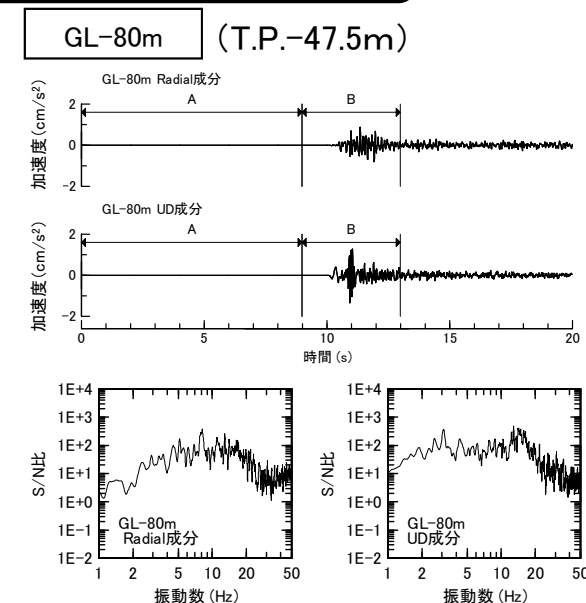 GL-80m （T.P.-47.5m）
GL-80m Radial成分
A B
加速度(cm/s²)
2
0
-2
GL-80m UD成分
A B
加速度(cm/s²)
2
0
-2
0 5 10 15 20
時間(s)
S/N比
1E+4
1E+3
1E+2
1E+1
1E+0
1E-1
1E-2
GL-80m
Radial成分
1 2 5 10 20 50
振動数(Hz)
S/N比
1E+4
1E+3
1E+2
1E+1
1E+0
1E-1
1E-2
GL-80m
UD成分
1 2 5 10 20 50
振動数(Hz)